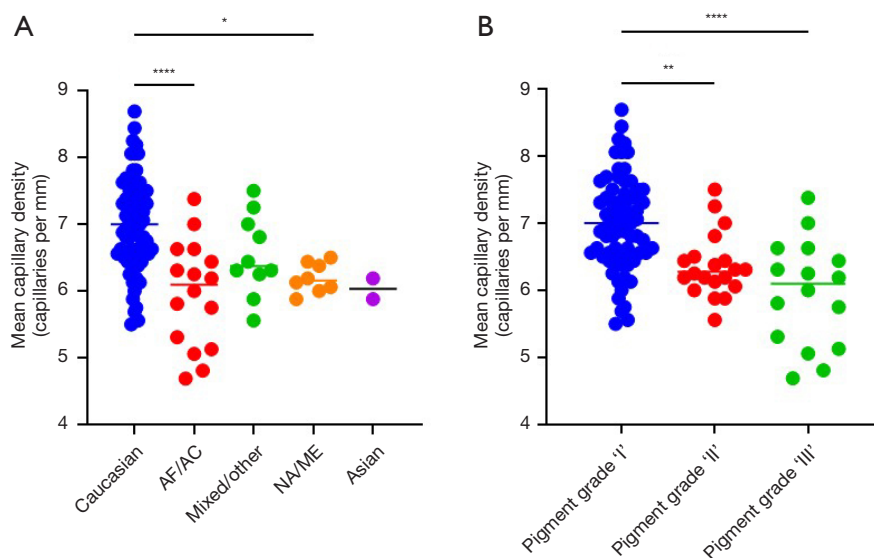 A
*
****
9
8
7
6
5
4
Mean capillary density
(capillaries per mm)
Caucasian
AF/AC
Mixed/other
NA/ME
Asian
B
****
**
9
8
7
6
5
4
Mean capillary density
(capillaries per mm)
Pigment grade ‘I’
Pigment grade ‘II’
Pigment grade ‘III’